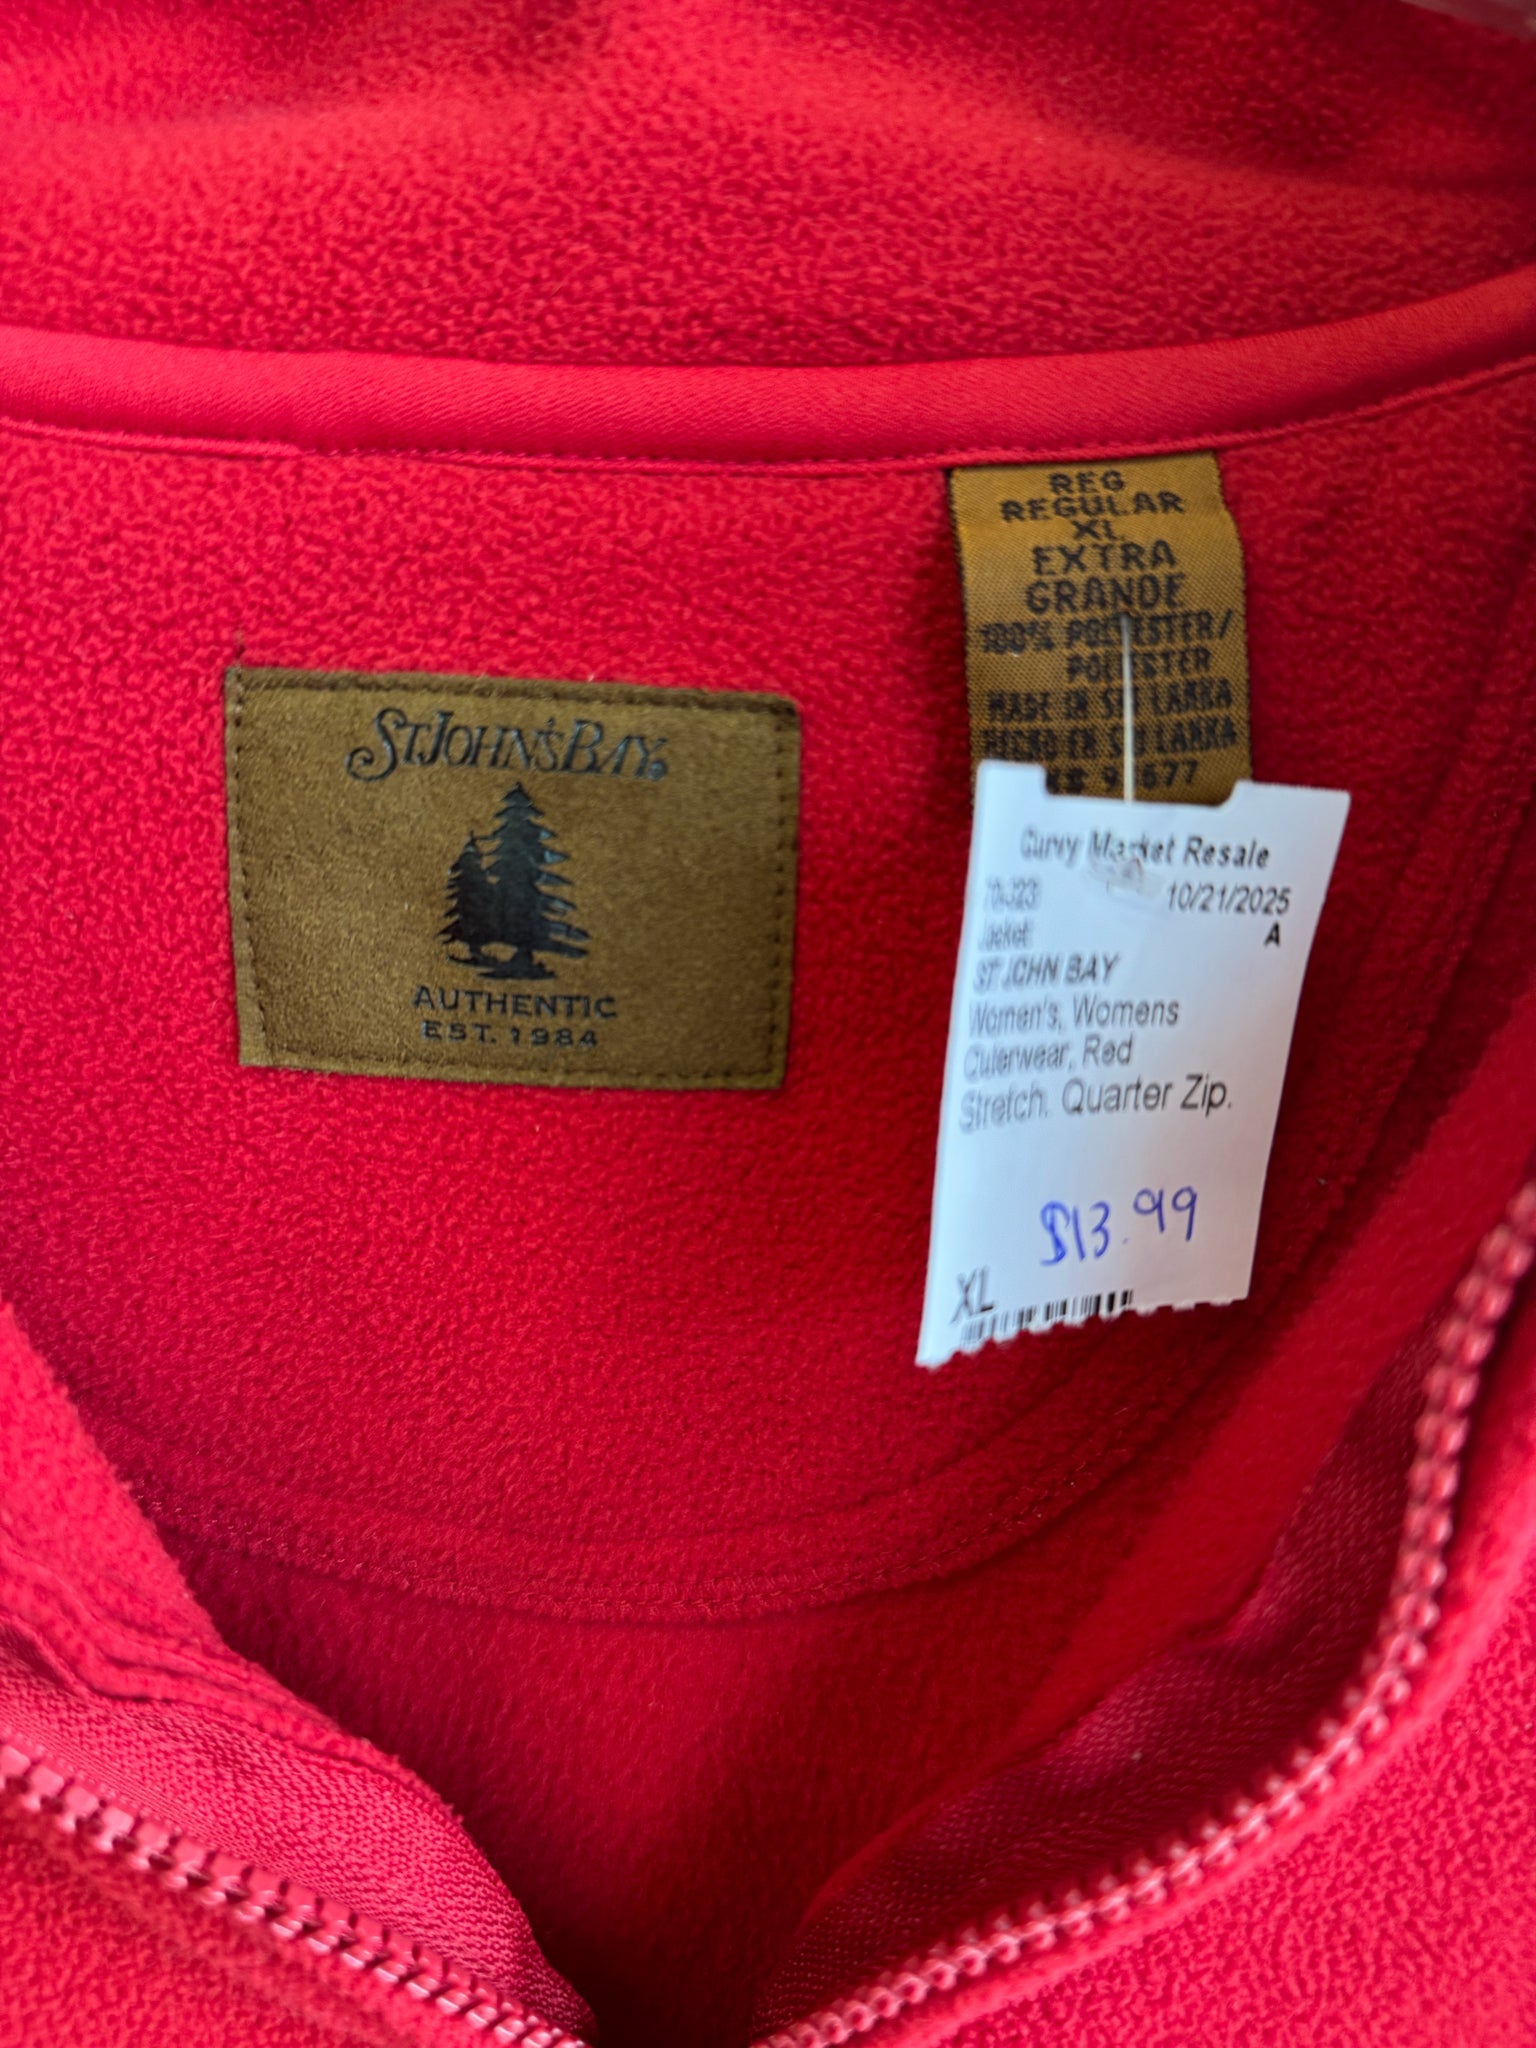 ST. JOHN'S BAY®
AUTHENTIC
EST. 1984
REG
REGULAR
XL
EXTRA
GRANDE
100% POLYESTER/
POLYESTER
MADE IN SRI LANKA
HECHO EN SRI LANKA
Curvy Market Resale
10/21/2025
Jacket
A
ST JOHN BAY
Women's, Womens
Outerwear, Red
Stretch. Quarter Zip.
$13.99
XL